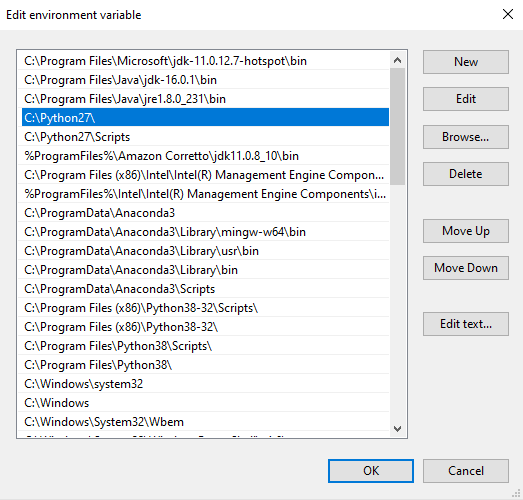 Edit environment variable
C:\Program Files\Microsoft\jdk-11.0.12.7-hotspot\bin
C:\Program Files\Java\jdk-16.0.1\bin
C:\Program Files\Java\jre1.8.0_231\bin
C:\Python27\
C:\Python27\Scripts
%ProgramFiles%\Amazon Corretto\jdk11.0.8_10\bin
C:\Program Files (x86)\Intel\Intel(R) Management Engine Compon...
%ProgramFiles%\Intel\Intel(R) Management Engine Components\i...
C:\ProgramData\Anaconda3
C:\ProgramData\Anaconda3\Library\mingw-w64\bin
C:\ProgramData\Anaconda3\Library\usr\bin
C:\ProgramData\Anaconda3\Library\bin
C:\ProgramData\Anaconda3\Scripts
C:\Program Files (x86)\Python38-32\Scripts\
C:\Program Files (x86)\Python38-32\
C:\Program Files\Python38\Scripts\
C:\Program Files\Python38\
C:\Windows\system32
C:\Windows
C:\Windows\System32\Wbem
New
Edit
Browse...
Delete
Move Up
Move Down
Edit text...
OK
Cancel